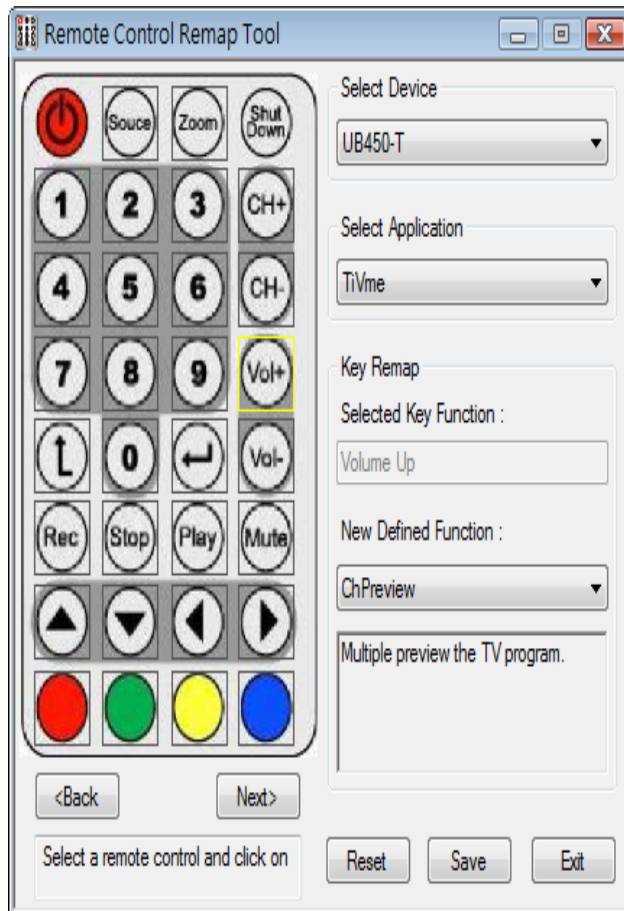 Remote Control Remap Tool
Souce Zoom Shut Down
1 2 3 CH+
4 5 6 CH-
7 8 9 Vol+
0 Vol-
Rec Stop Play Mute
<Back Next>
Select a remote control and click on
Select Device
UB450-T
Select Application
TiVme
Key Remap
Selected Key Function :
Volume Up
New Defined Function :
ChPreview
Multiple preview the TV program.
Reset Save Exit